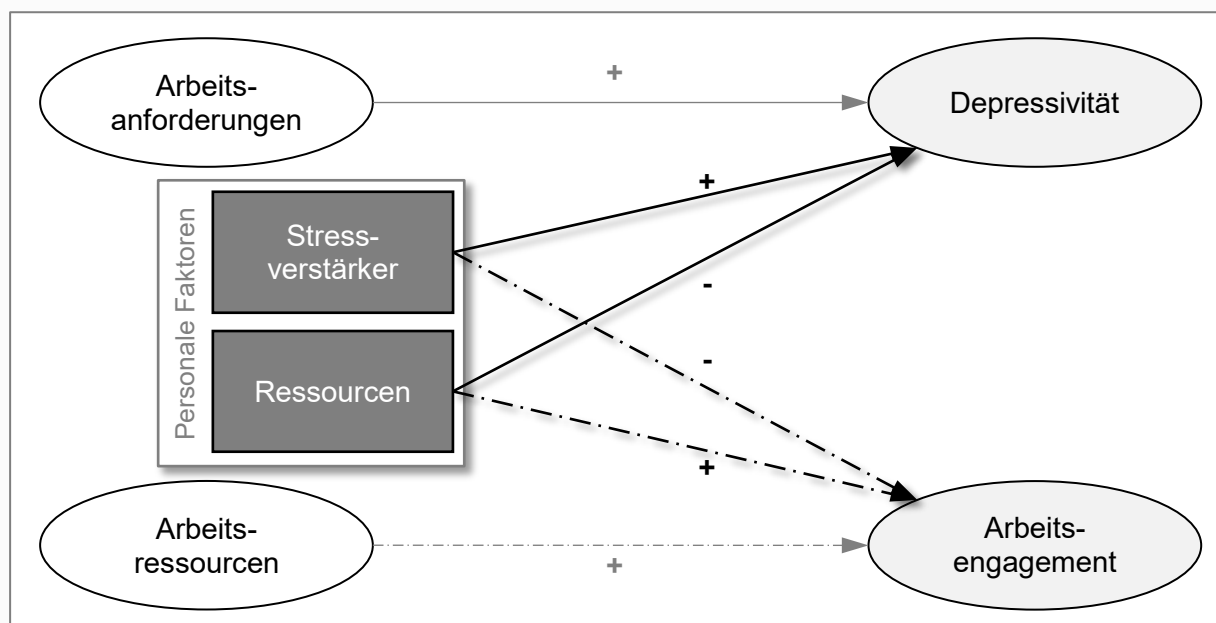 Arbeits-
anforderungen
+
Depressivität
Personale Faktoren
Stress-
verstärker
+
-
Ressourcen
-
+
Arbeits-
ressourcen
+
Arbeits-
engagement